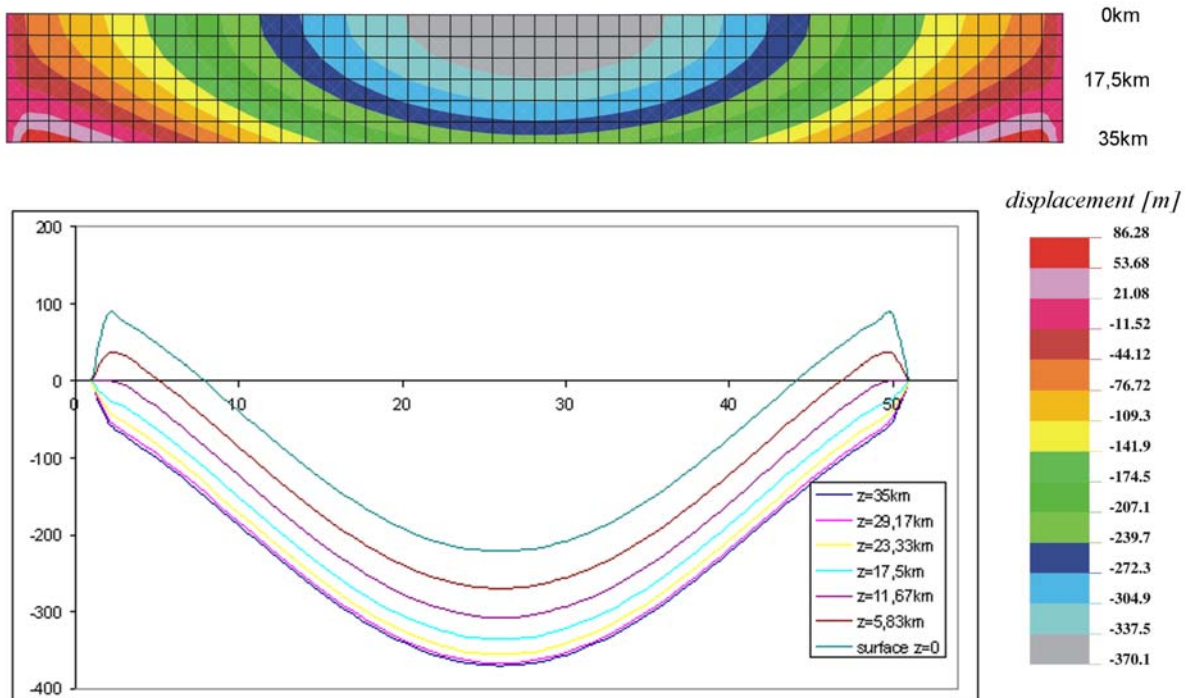 0km
17,5km
35km
displacement [m]
86.28
53.68
21.08
-11.52
-44.12
-76.72
-109.3
-141.9
-174.5
-207.1
-239.7
-272.3
-304.9
-337.5
-370.1
200
100
0
-100
-200
-300
-400
0
10
20
30
40
50
z=35km
z=29,17km
z=23,33km
z=17,5km
z=11,67km
z=5,83km
surface z=0